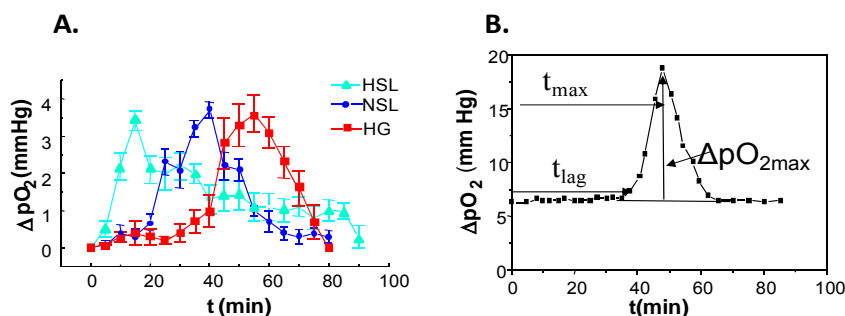 A.
Δ pO2 (mmHg)
4
3
2
1
0
0 20 40 60 80 100
t (min)
HSL
NSL
HG
B.
ΔpO2 (mm Hg)
20
15
10
5
0
0 20 40 60 80 100
t(min)
tmax
tlag
ΔpO2max